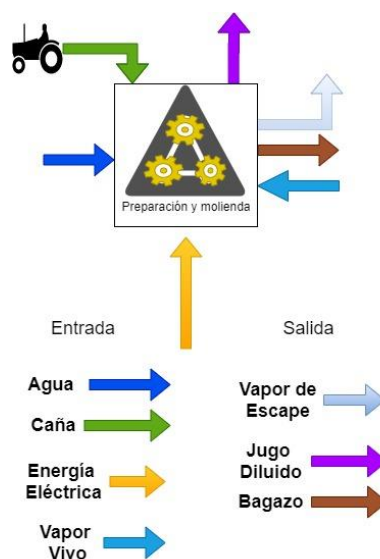 Preparación y molienda
Entrada
Salida
Agua
Caña
Energía
Eléctrica
Vapor
Vivo
Vapor de
Escape
Jugo
Diluido
Bagazo